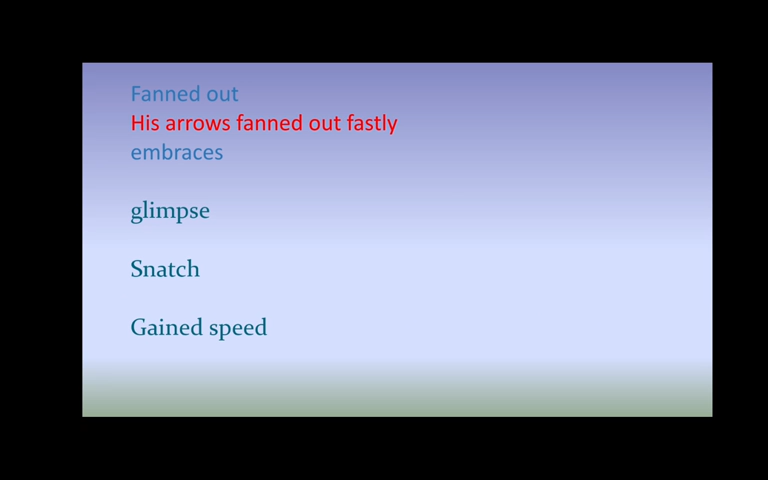 Fanned out
His arrows fanned out fastly
embraces
glimpse
Snatch
Gained speed